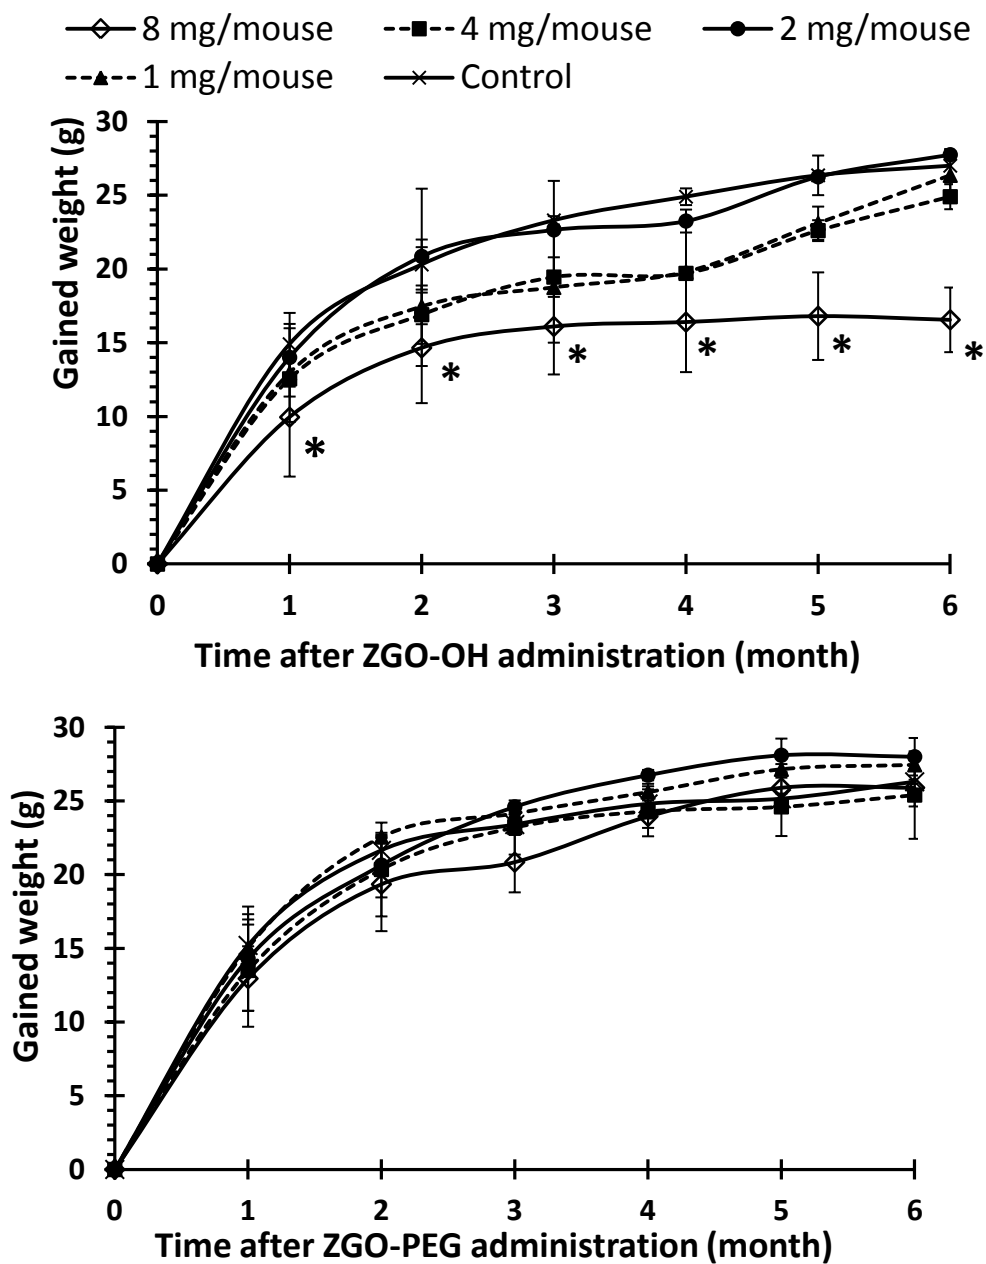 8 mg/mouse 4 mg/mouse 2 mg/mouse
1 mg/mouse Control
Gained weight (g)
30
25
20
15
10
5
0
* * * * * *
0 1 2 3 4 5 6
Time after ZGO-OH administration (month)
Gained weight (g)
30
25
20
15
10
5
0
0 1 2 3 4 5 6
Time after ZGO-PEG administration (month)